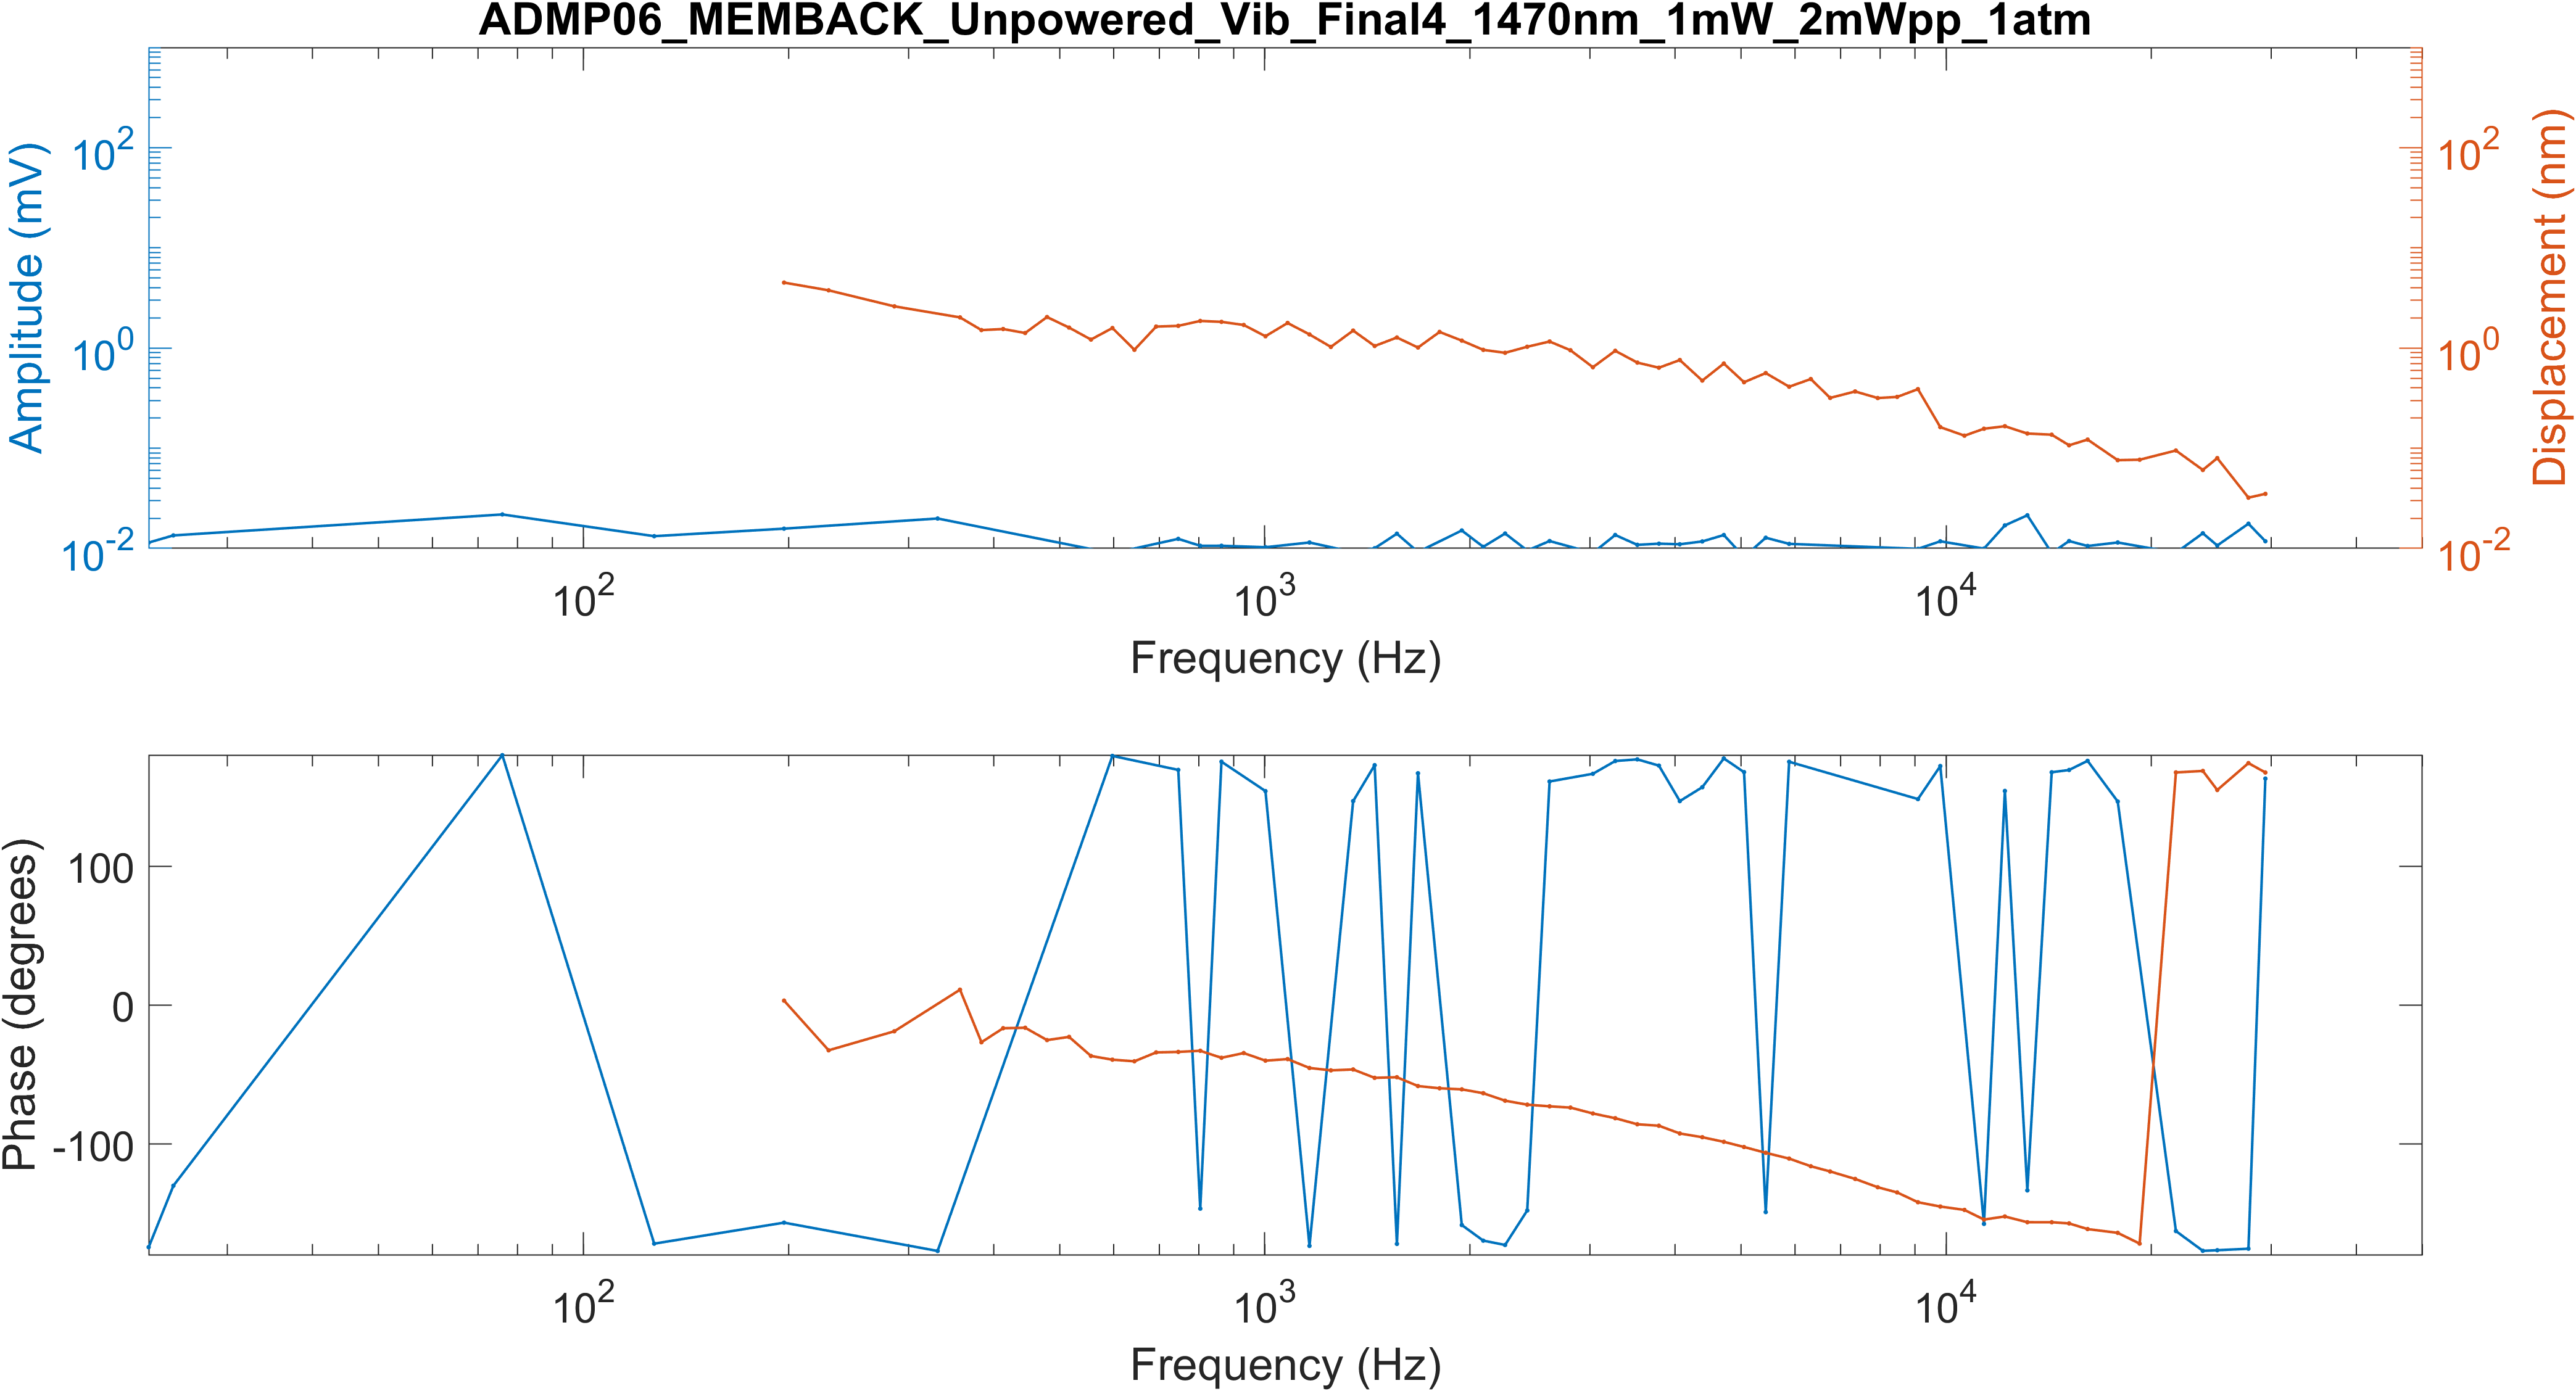 ADMP06_MEMBACK_Unpowered_Vib_Final4_1470nm_1mW_2mWpp_1atm
Amplitude (mV)
10^2
10^0
10^-2
Displacement (nm)
10^2
10^0
10^-2
10^2
10^3
10^4
Frequency (Hz)
Phase (degrees)
100
0
-100
10^2
10^3
10^4
Frequency (Hz)